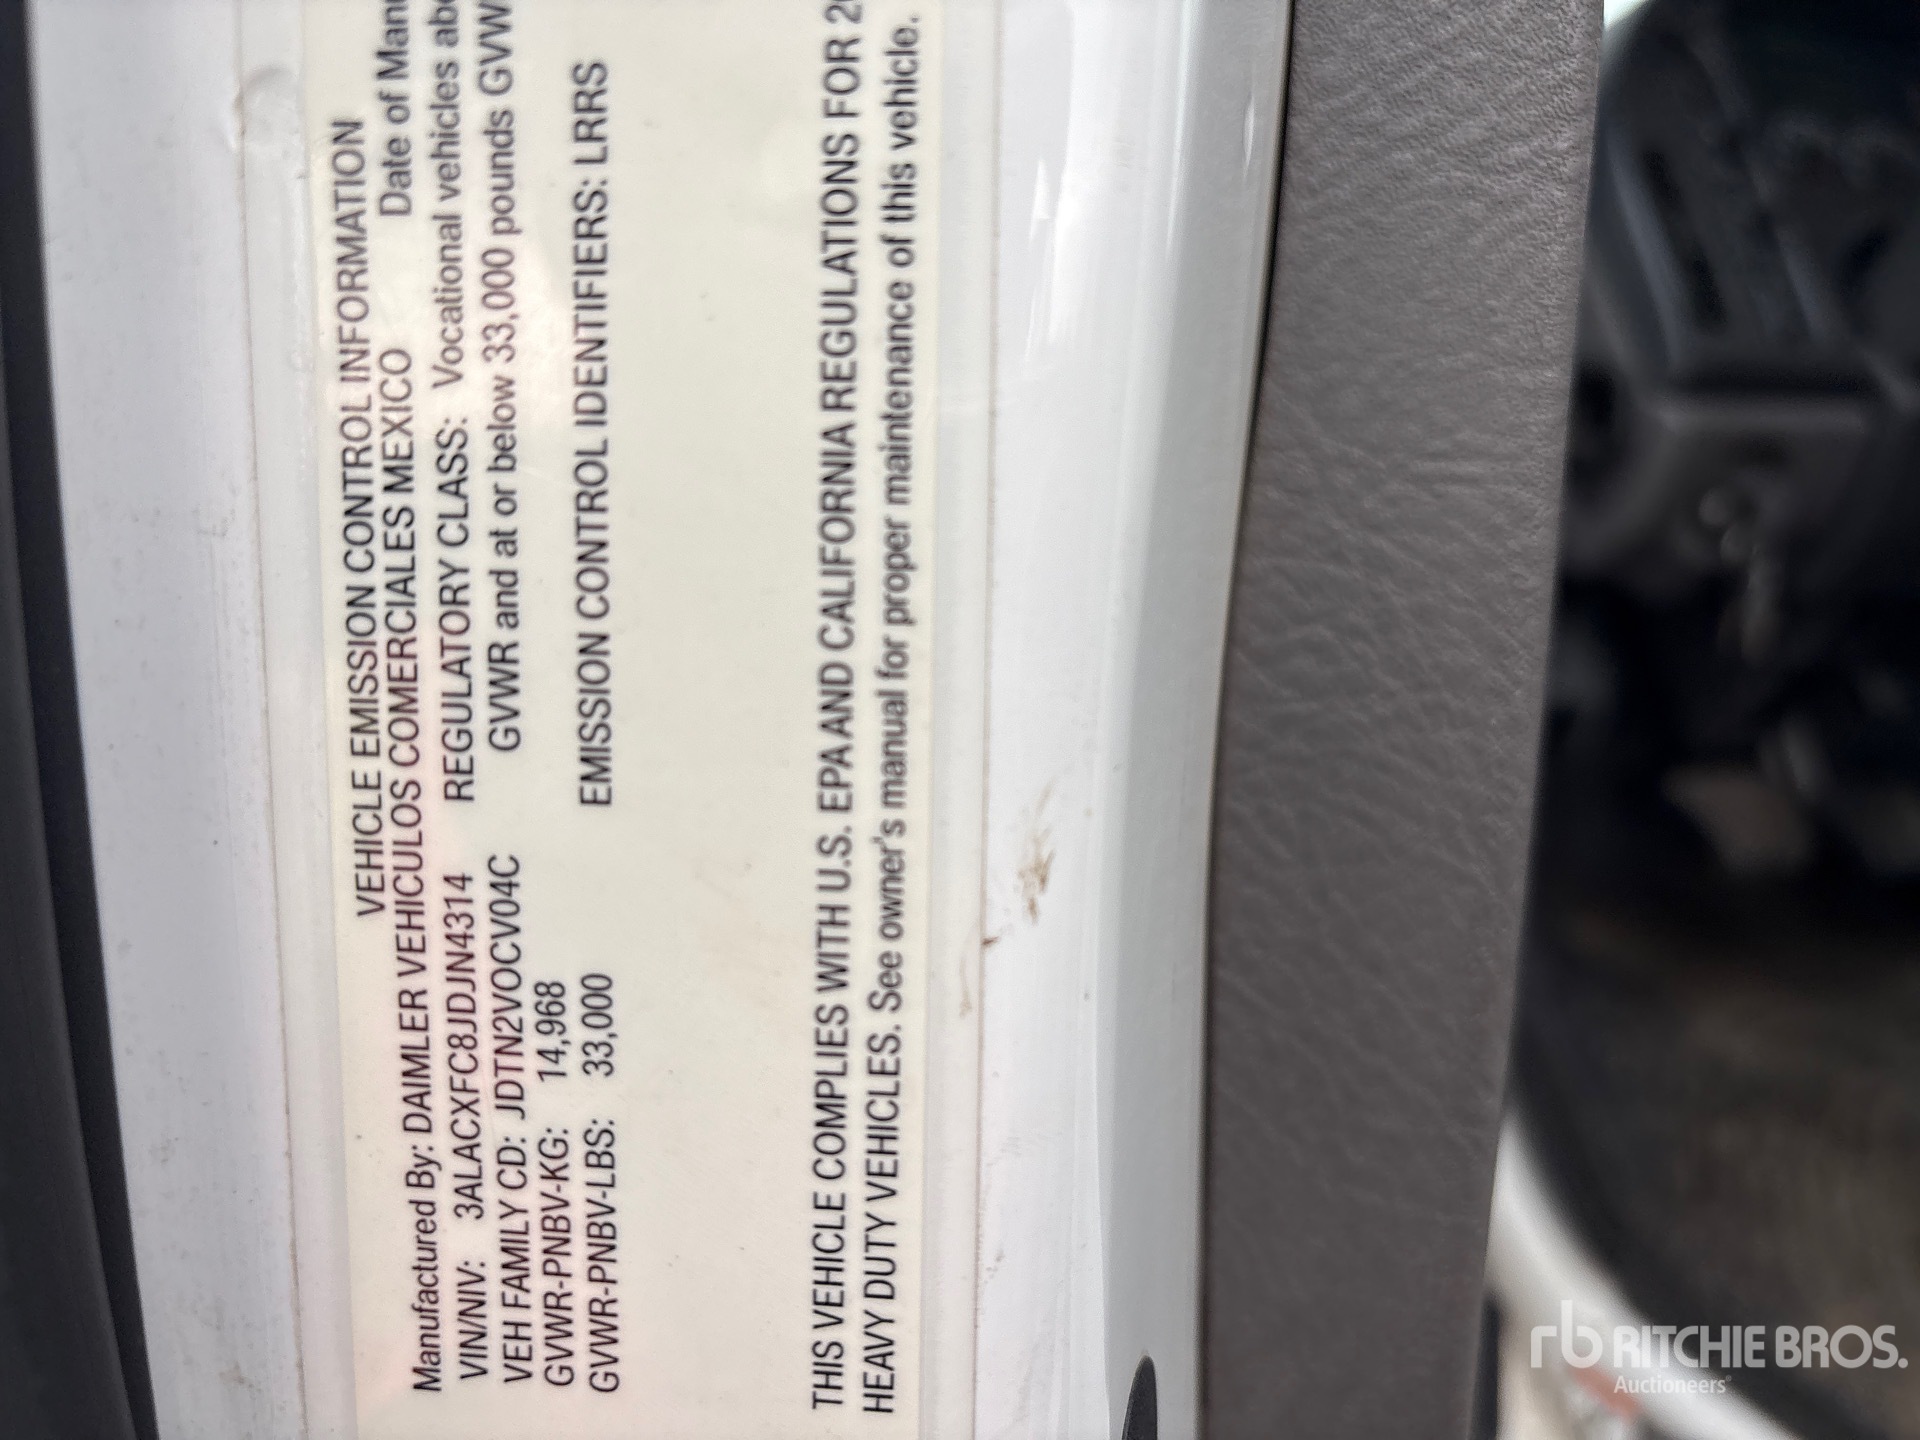 VEHICLE EMISSION CONTROL INFORMATION
Manufactured By: DAIMLER VEHICULOS COMERCIALES MEXICO Date of
VIN/NIV: 3ALACXFC8JDJN4314 REGULATORY CLASS: Vocational vehicles
VEH FAMILY CD: JDTN2VOCV04C GVWR and at or below 33,000 pounds GVW
GVWR-PNBV-KG: 14,968
GVWR-PNBV-LBS: 33,000 EMISSION CONTROL IDENTIFIERS: LRRS
THIS VEHICLE COMPLIES WITH U.S. EPA AND CALIFORNIA REGULATIONS FOR
HEAVY DUTY VEHICLES. See owner's manual for proper maintenance of this vehicle.
rb RITCHIE BROS.
Auctioneers